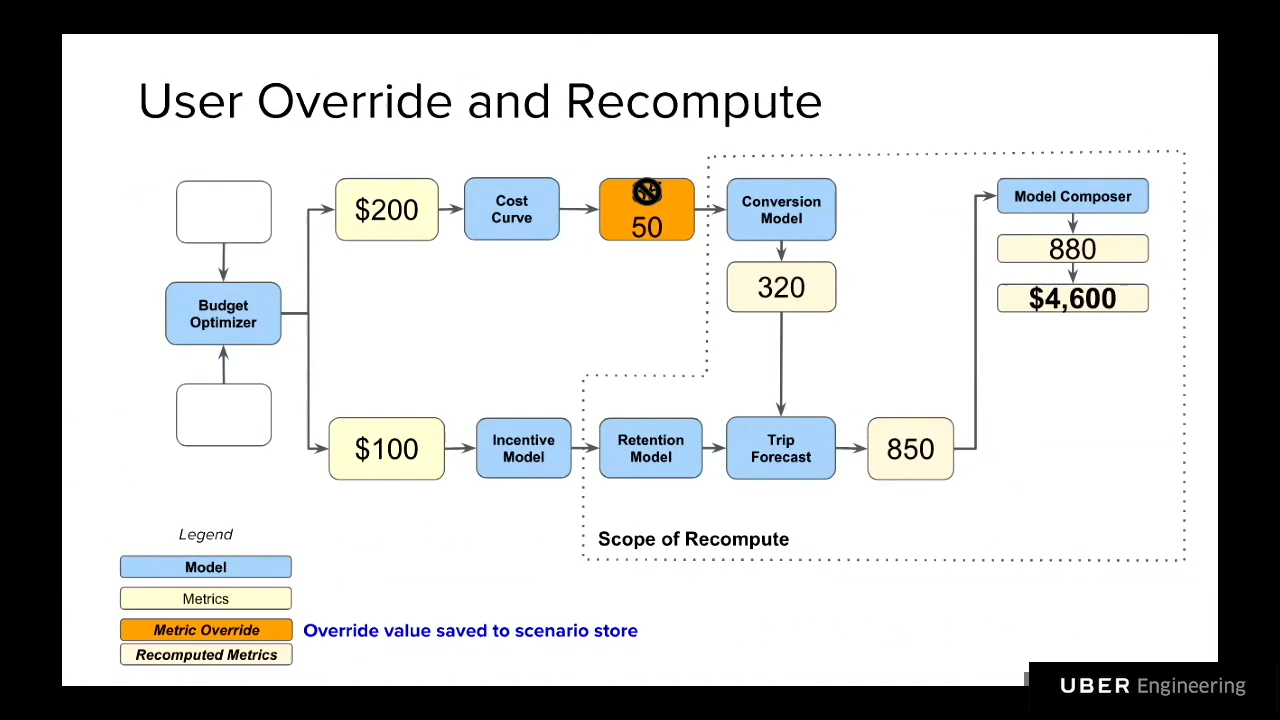 User Override and Recompute
$200
Cost
Curve
50
Conversion
Model
Model Composer
880
$4,600
320
Budget
Optimizer
$100
Incentive
Model
Retention
Model
Trip
Forecast
850
Scope of Recompute
Legend
Model
Metrics
Metric Override
Override value saved to scenario store
Recomputed Metrics
UBER Engineering